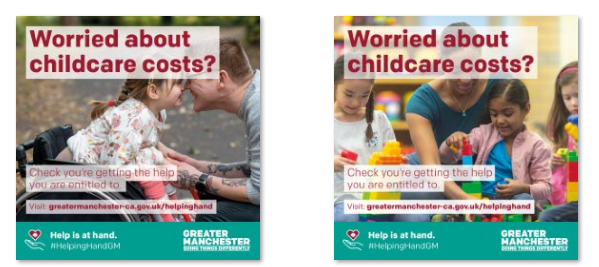 Worried about
childcare costs?
Check you're getting the help
you are entitled to.
Visit: greatermanchester-ca.gov.uk/helpinghand
Help is at hand.
#HelpingHandGM
GREATER
MANCHESTER
DOING THINGS DIFFERENTLY
Worried about
childcare costs?
Check you're getting the help
you are entitled to.
Visit: greatermanchester-ca.gov.uk/helpinghand
Help is at hand.
#HelpingHandGM
GREATER
MANCHESTER
DOING THINGS DIFFERENTLY